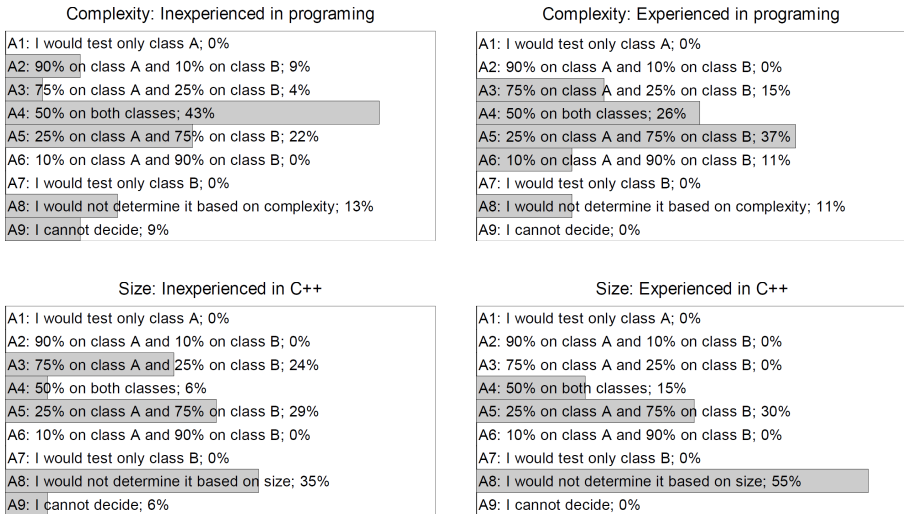 Complexity: Inexperienced in programing
A1: I would test only class A; 0%
A2: 90% on class A and 10% on class B; 9%
A3: 75% on class A and 25% on class B; 4%
A4: 50% on both classes; 43%
A5: 25% on class A and 75% on class B; 22%
A6: 10% on class A and 90% on class B; 0%
A7: I would test only class B; 0%
A8: I would not determine it based on complexity; 13%
A9: I cannot decide; 9%
Complexity: Experienced in programing
A1: I would test only class A; 0%
A2: 90% on class A and 10% on class B; 0%
A3: 75% on class A and 25% on class B; 15%
A4: 50% on both classes; 26%
A5: 25% on class A and 75% on class B; 37%
A6: 10% on class A and 90% on class B; 11%
A7: I would test only class B; 0%
A8: I would not determine it based on complexity; 11%
A9: I cannot decide; 0%
Size: Inexperienced in C++
A1: I would test only class A; 0%
A2: 90% on class A and 10% on class B; 0%
A3: 75% on class A and 25% on class B; 24%
A4: 50% on both classes; 6%
A5: 25% on class A and 75% on class B; 29%
A6: 10% on class A and 90% on class B; 0%
A7: I would test only class B; 0%
A8: I would not determine it based on size; 35%
A9: I cannot decide; 6%
Size: Experienced in C++
A1: I would test only class A; 0%
A2: 90% on class A and 10% on class B; 0%
A3: 75% on class A and 25% on class B; 0%
A4: 50% on both classes; 15%
A5: 25% on class A and 75% on class B; 30%
A6: 10% on class A and 90% on class B; 0%
A7: I would test only class B; 0%
A8: I would not determine it based on size; 55%
A9: I cannot decide; 0%